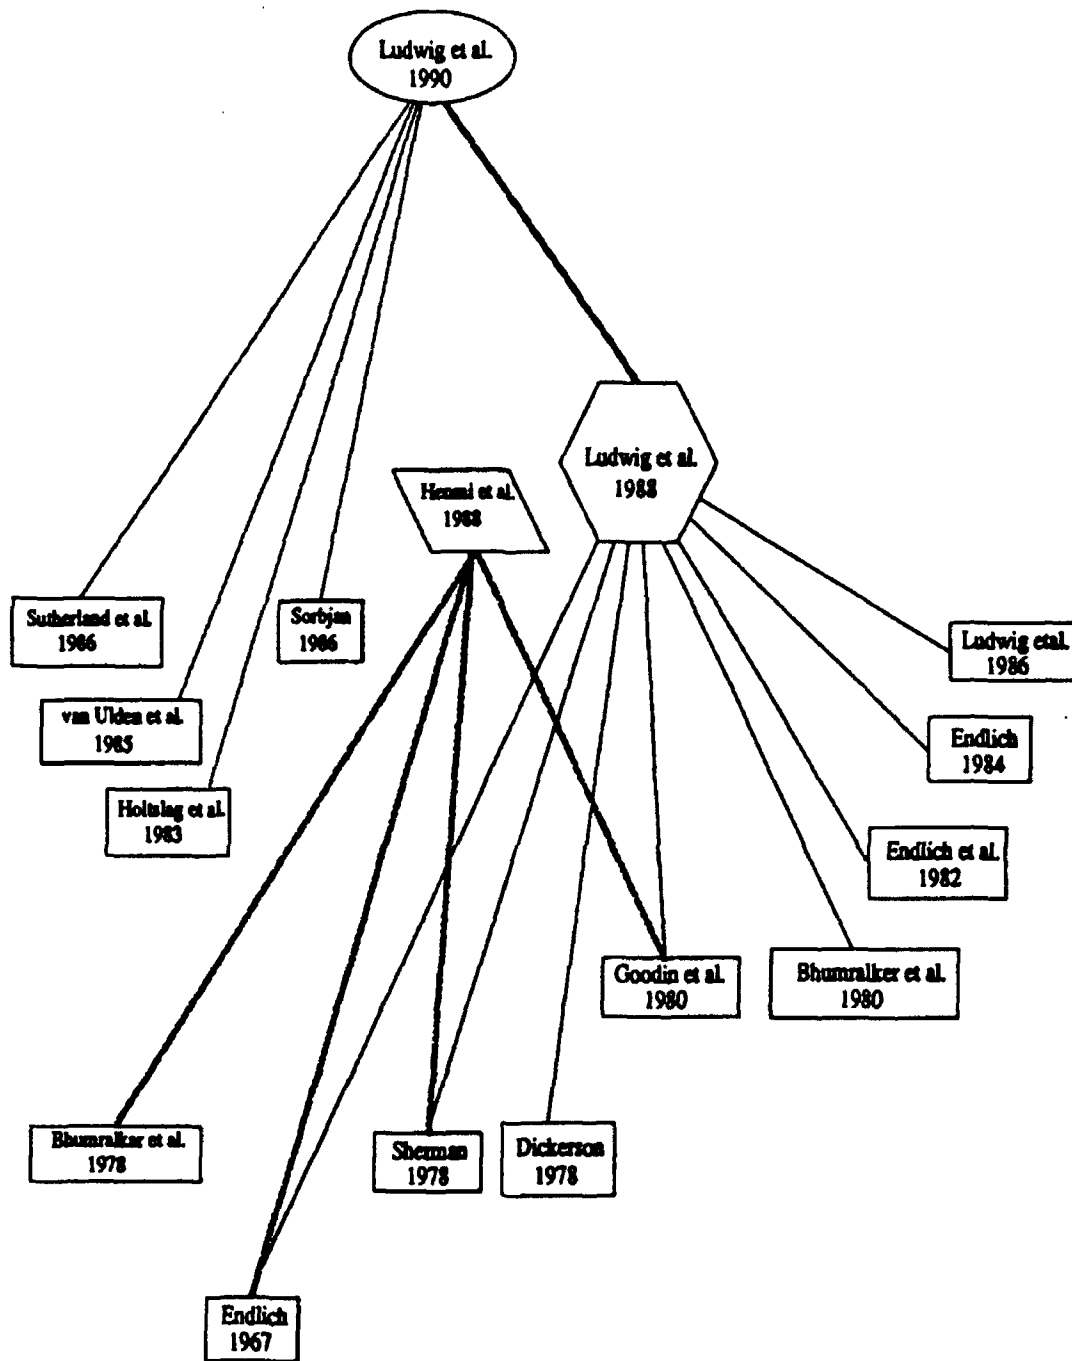 Ludwig et al.
1990
Ludwig et al.
1988
Henmi et al.
1988
Sutherland et al.
1986
Sorbjan
1986
Ludwig etal.
1986
van Ulden et al.
1985
Endlich
1984
Holtslag et al.
1983
Endlich et al.
1982
Goodin et al.
1980
Bhumralker et al.
1980
Bhumralkar et al.
1978
Sherman
1978
Dickerson
1978
Endlich
1967